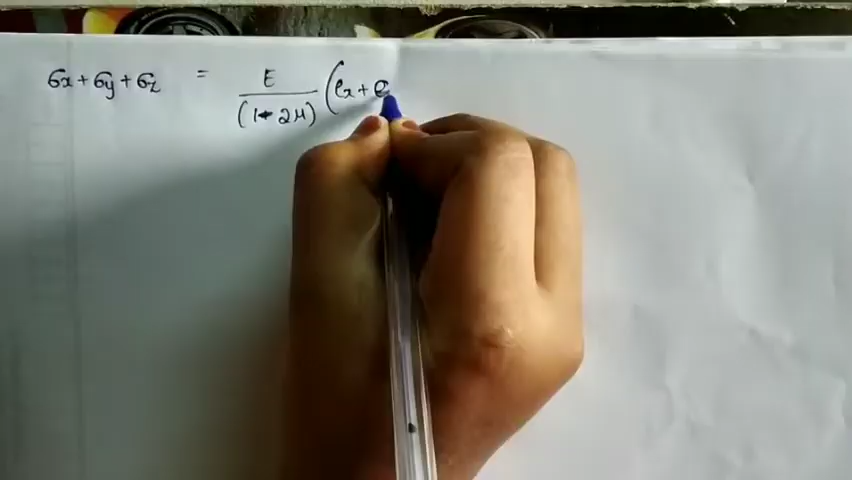 σx + σy + σz = E / (1 - 2μ) (ex + e